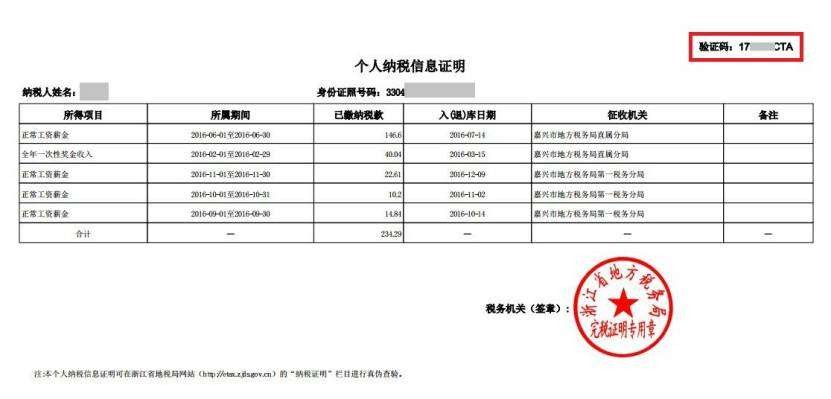 验证码：17 CTA
个人纳税信息证明
纳税人姓名： 身份证照号码：3304
所得项目 所属期间 已缴纳税款 入(退)库日期 征收机关 备注
正常工资薪金 2016-06-01至2016-06-30 146.6 2016-07-14 嘉兴市地方税务局直属分局
全年一次性奖金收入 2016-02-01至2016-02-29 40.04 2016-03-15 嘉兴市地方税务局直属分局
正常工资薪金 2016-11-01至2016-11-30 22.61 2016-12-09 嘉兴市地方税务局第一税务分局
正常工资薪金 2016-10-01至2016-10-31 10.2 2016-11-02 嘉兴市地方税务局第一税务分局
正常工资薪金 2016-09-01至2016-09-30 14.84 2016-10-14 嘉兴市地方税务局第一税务分局
合计 — 234.29 — — —
税务机关（签章）：
浙江省地方税务局
完税证明专用章
注:本个人纳税信息证明可在浙江省地税局网站（http://etax.zjds.gov.cn）的“纳税证明”栏目进行真伪查验。